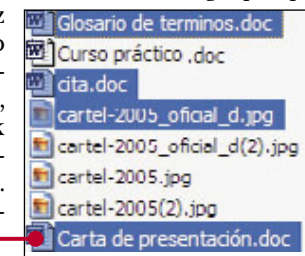 Glosario de terminos.doc
Curso práctico .doc
cita.doc
cartel-2005_oficial_d.jpg
cartel-2005_oficial_d(2).jpg
cartel-2005.jpg
cartel-2005(2).jpg
Carta de presentación.doc